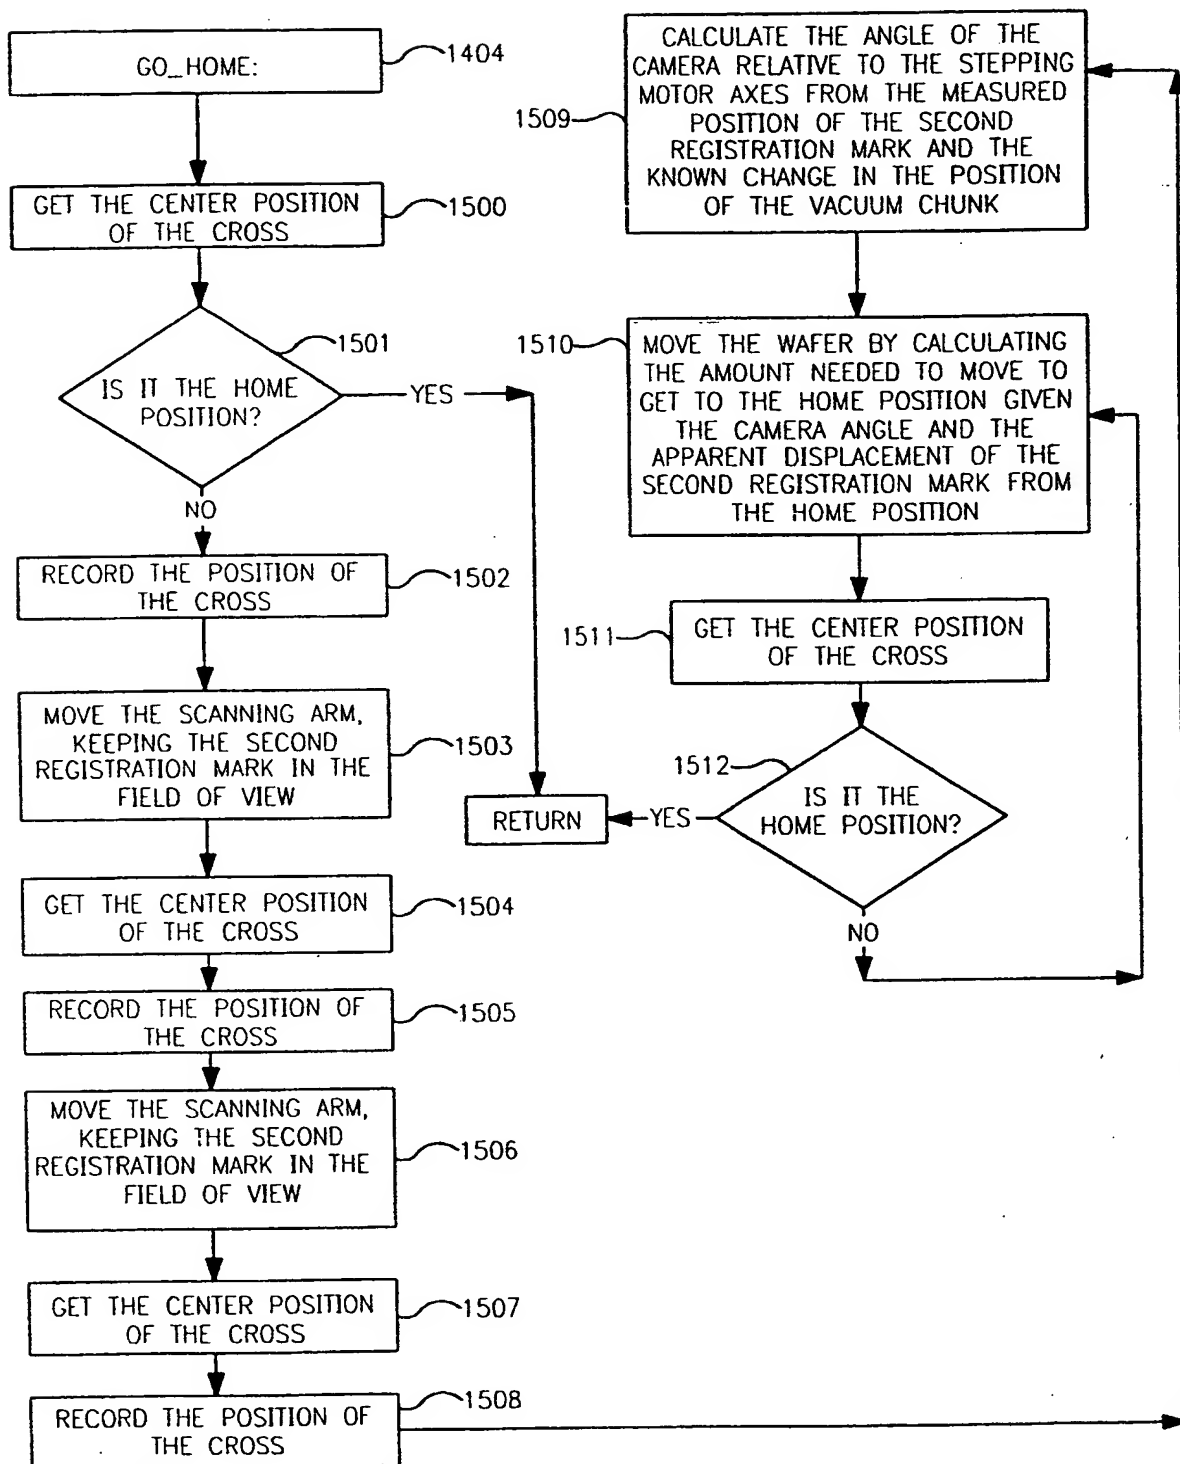 GO_HOME:
1404
GET THE CENTER POSITION
OF THE CROSS
1500
IS IT THE HOME
POSITION?
1501
YES
NO
RECORD THE POSITION OF
THE CROSS
1502
MOVE THE SCANNING ARM,
KEEPING THE SECOND
REGISTRATION MARK IN THE
FIELD OF VIEW
1503
GET THE CENTER POSITION
OF THE CROSS
1504
RECORD THE POSITION OF
THE CROSS
1505
MOVE THE SCANNING ARM,
KEEPING THE SECOND
REGISTRATION MARK IN THE
FIELD OF VIEW
1506
GET THE CENTER POSITION
OF THE CROSS
1507
RECORD THE POSITION OF
THE CROSS
1508
CALCULATE THE ANGLE OF THE
CAMERA RELATIVE TO THE STEPPING
MOTOR AXES FROM THE MEASURED
POSITION OF THE SECOND
REGISTRATION MARK AND THE
KNOWN CHANGE IN THE POSITION
OF THE VACUUM CHUNK
1509
MOVE THE WAFER BY CALCULATING
THE AMOUNT NEEDED TO MOVE TO
GET TO THE HOME POSITION GIVEN
THE CAMERA ANGLE AND THE
APPARENT DISPLACEMENT OF THE
SECOND REGISTRATION MARK FROM
THE HOME POSITION
1510
GET THE CENTER POSITION
OF THE CROSS
1511
IS IT THE
HOME POSITION?
1512
YES
RETURN
NO